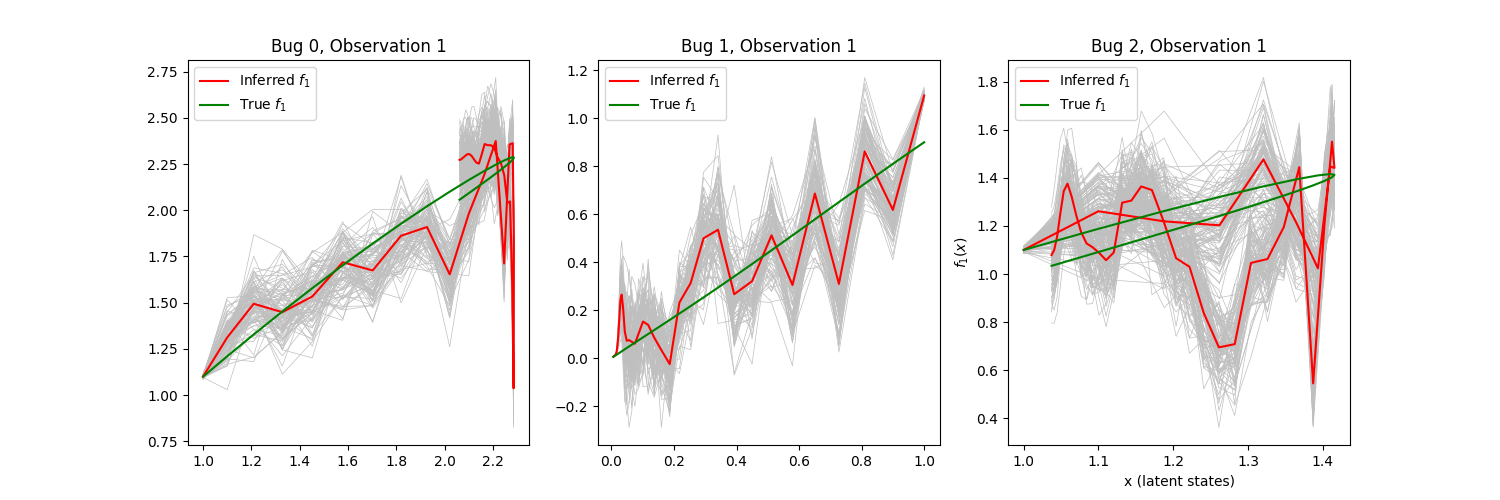 Bug 0, Observation 1
Inferred f₁
True f₁
2.75
2.50
2.25
2.00
1.75
1.50
1.25
1.00
0.75
1.0 1.2 1.4 1.6 1.8 2.0 2.2
Bug 1, Observation 1
Inferred f₁
True f₁
1.2
1.0
0.8
0.6
0.4
0.2
0.0
−0.2
0.0 0.2 0.4 0.6 0.8 1.0
Bug 2, Observation 1
Inferred f₁
True f₁
f₁(x)
1.8
1.6
1.4
1.2
1.0
0.8
0.6
0.4
1.0 1.1 1.2 1.3 1.4
x (latent states)